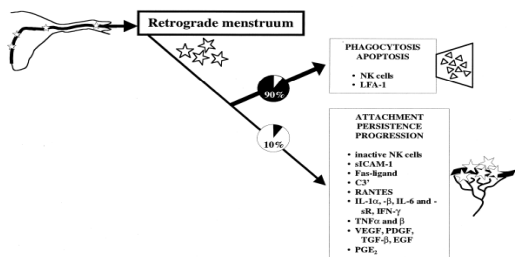 Retrograde menstruum
PHAGOCYTOSIS
APOPTOSIS
• NK cells
• LFA-1
90%
10%
ATTACHMENT
PERSISTENCE
PROGRESSION
• inactive NK cells
• sICAM-1
• Fas-ligand
• C3'
• RANTES
• IL-1α, -β, IL-6 and -
sR, IFN-γ
• TNFα and β
• VEGF, PDGF,
TGF-β, EGF
• PGE₂